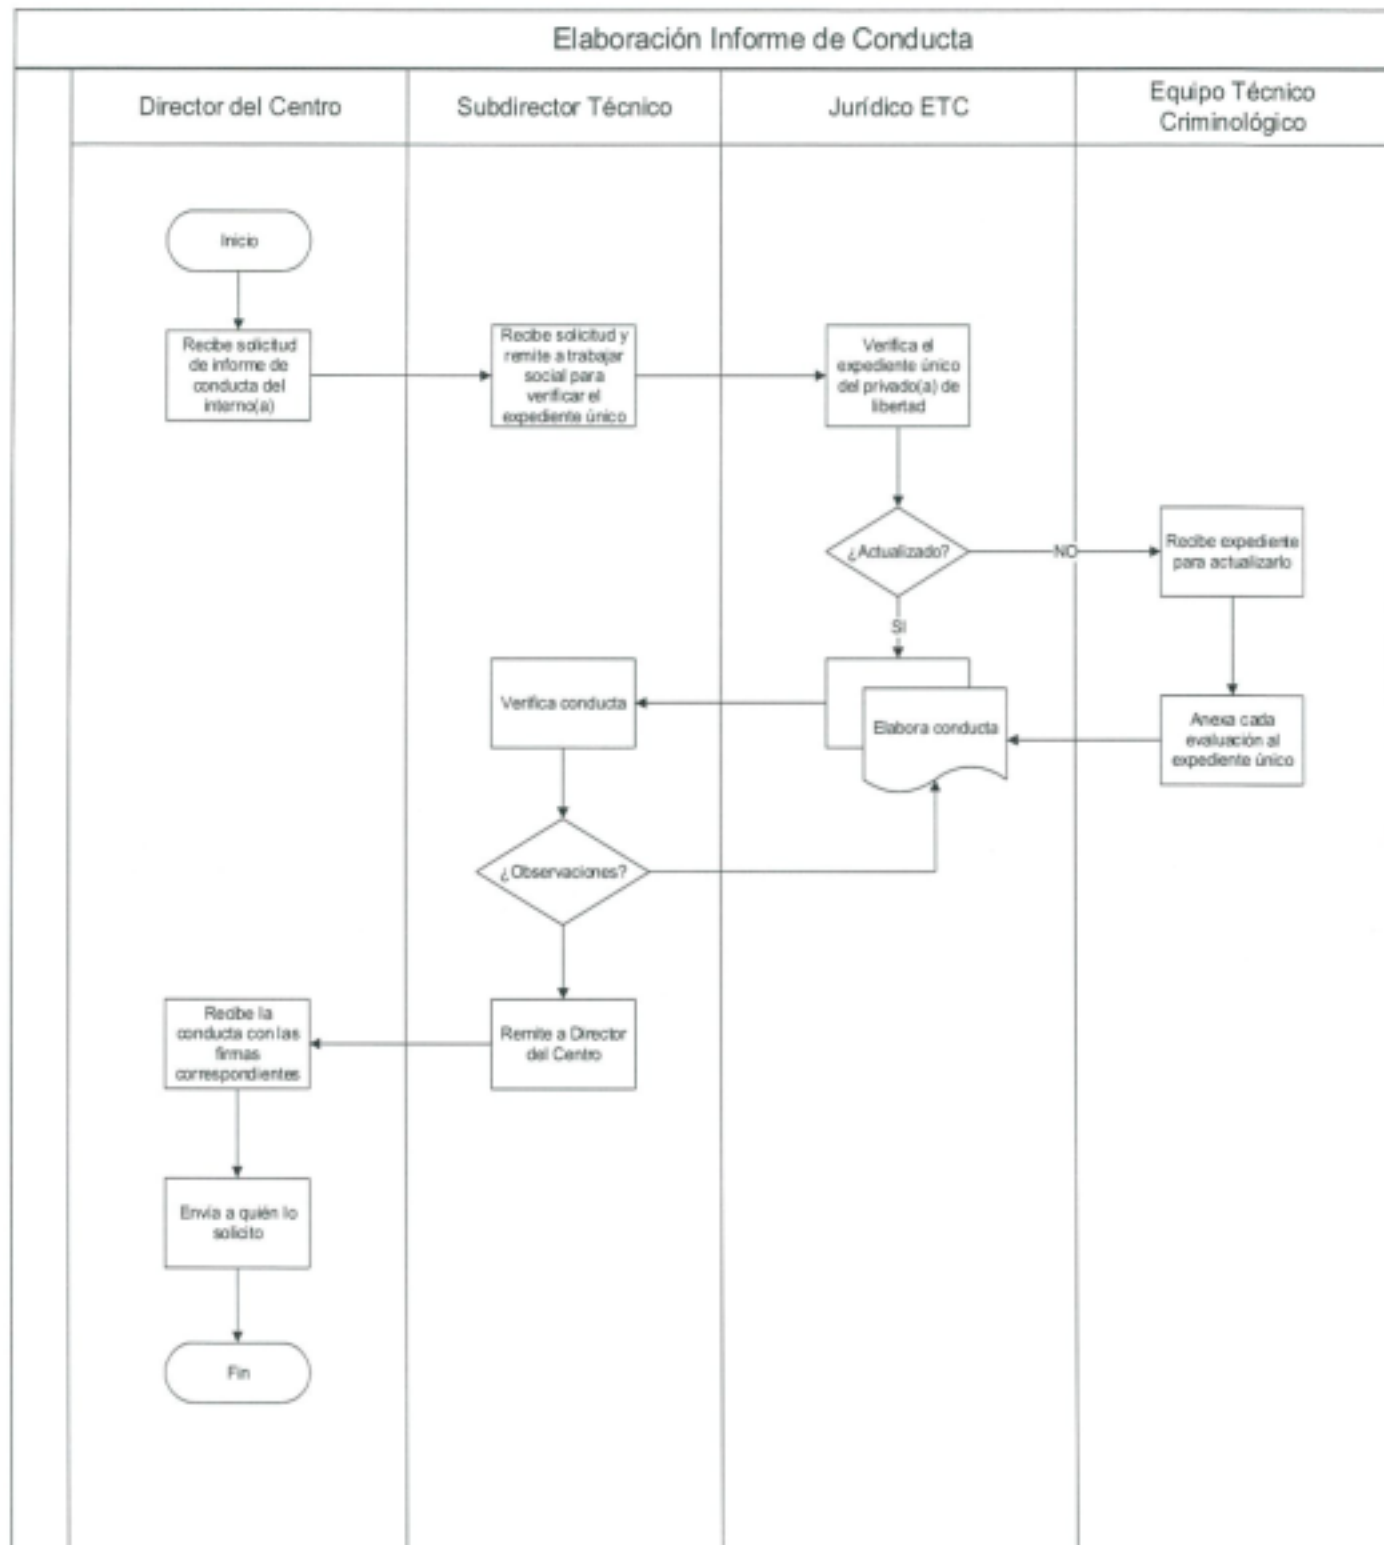 Elaboración Informe de Conducta
Director del Centro
Subdirector Técnico
Jurídico ETC
Equipo Técnico
Criminológico
Inicio
Recibe solicitud
de informe de
conducta del
interno(a)
Recibe solicitud y
remite a trabajar
social para
verificar el
expediente único
Verifica el
expediente único
del privado(a) de
libertad
¿Actualizado?
NO
Recibe expediente
para actualizarlo
SI
Verifica conducta
Elabora conducta
Anexa cada
evaluación al
expediente único
¿Observaciones?
Recibe la
conducta con las
firmas
correspondientes
Remite a Director
del Centro
Envía a quién lo
solicito
Fin